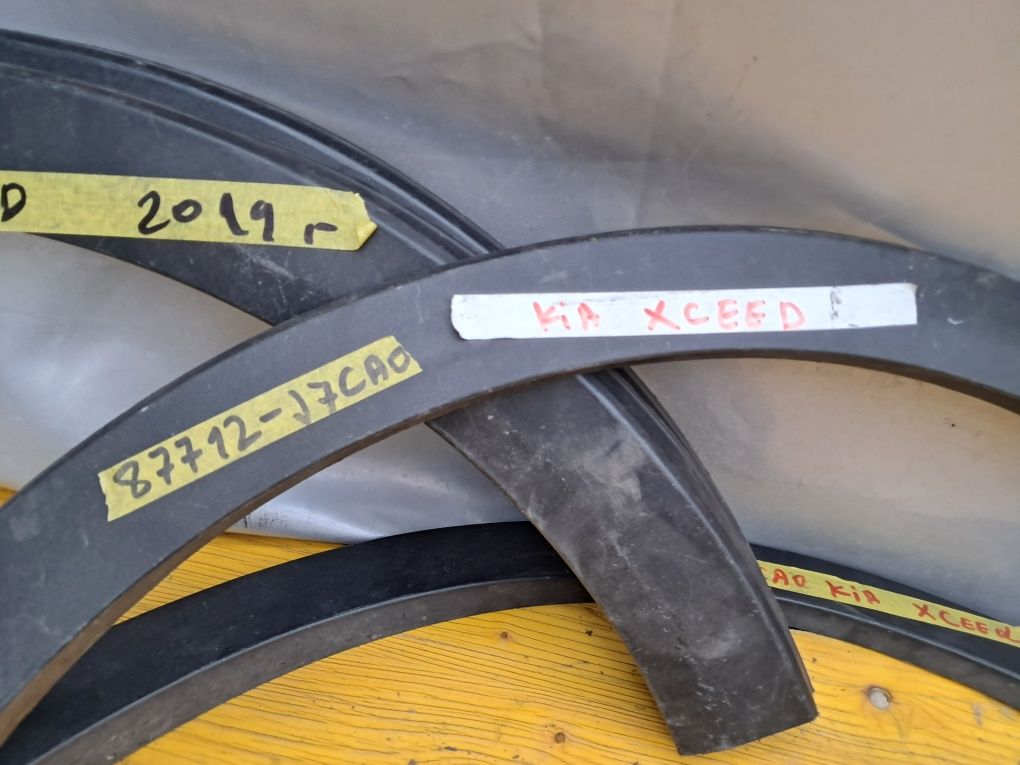 D 2019 г
KiA XCEED
87712-J7CA0
CA0 KiA XCEEd